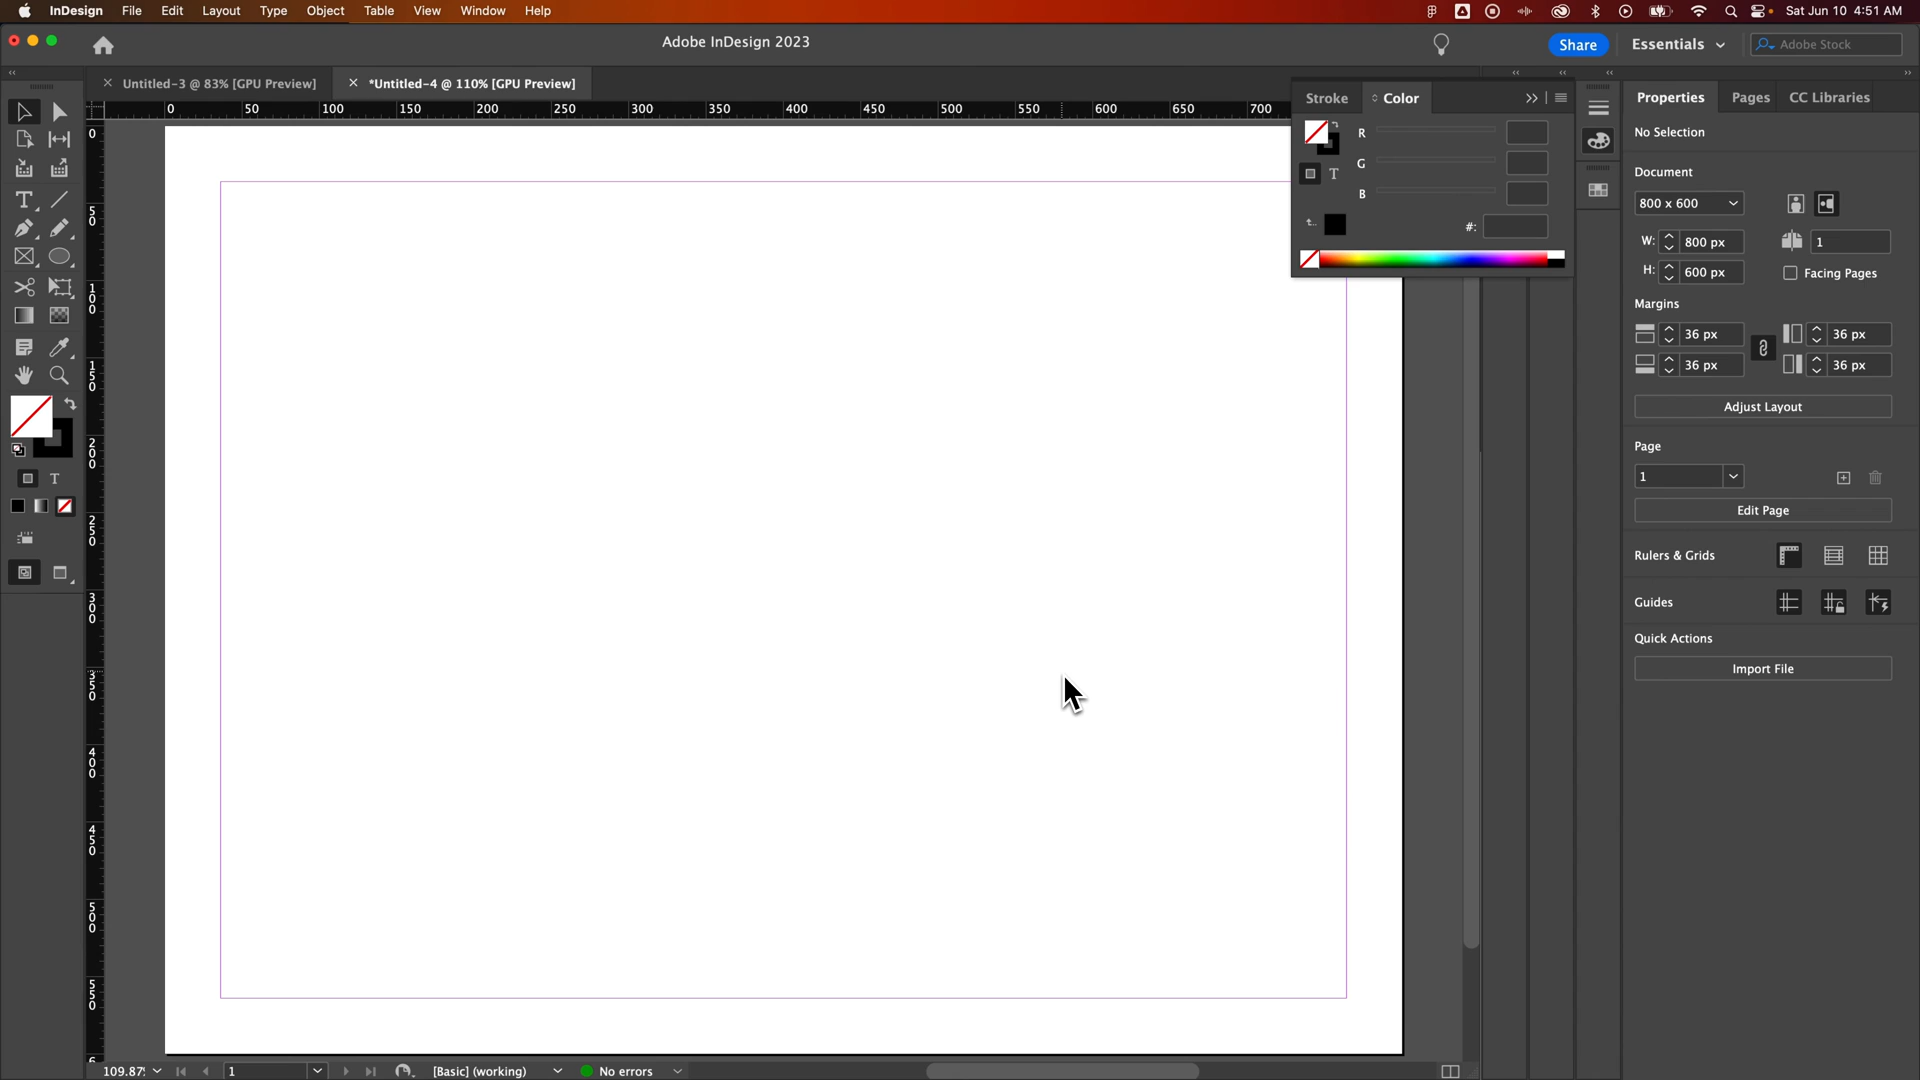 InDesign File Edit Layout Type Object Table View Window Help Sat Jun 10 4:51 AM
Adobe InDesign 2023 Share Essentials Adobe Stock
Untitled-3 @ 83% [GPU Preview] *Untitled-4 @ 110% [GPU Preview]
Stroke Color
Properties Pages CC Libraries
0 50 100 150 200 250 300 350 400 450 500 550 600 650 700
0 50 100 150 200 250 300 350 400 450 500 550 6
R
G
B
T
#:
No Selection
Document
800 x 600
W: 800 px 1
H: 600 px Facing Pages
Margins
36 px 36 px
36 px 36 px
Adjust Layout
Page
1
Edit Page
Rulers & Grids
Guides
Quick Actions
Import File
T
T
109.87% 1 [Basic] (working) No errors